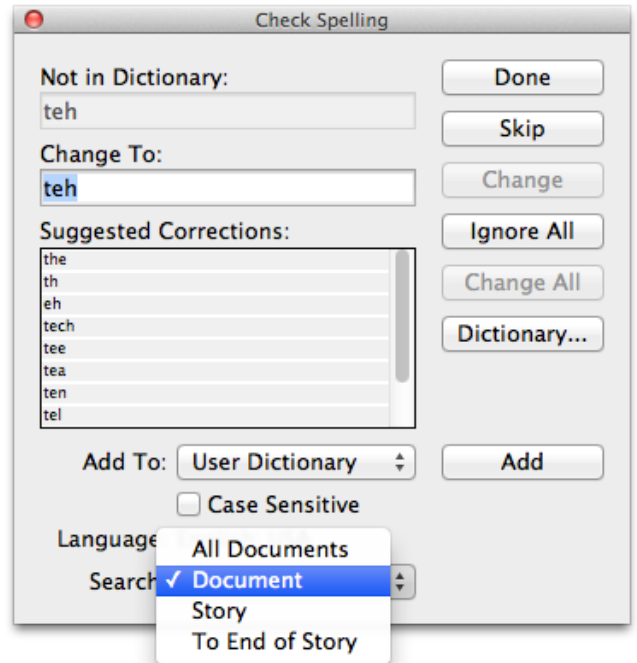 Check Spelling
Not in Dictionary:
teh
Change To:
teh
Suggested Corrections:
the
th
eh
tech
tee
tea
ten
tel
Done
Skip
Change
Ignore All
Change All
Dictionary...
Add To: User Dictionary
Add
Case Sensitive
Language
Search
All Documents
✓ Document
Story
To End of Story